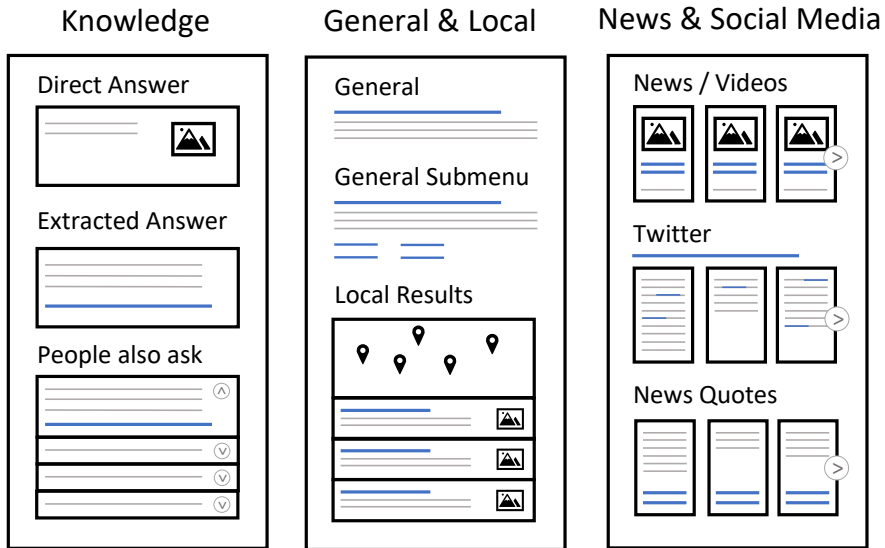 Knowledge
Direct Answer
Extracted Answer
People also ask
General & Local
General
General Submenu
Local Results
News & Social Media
News / Videos
Twitter
News Quotes